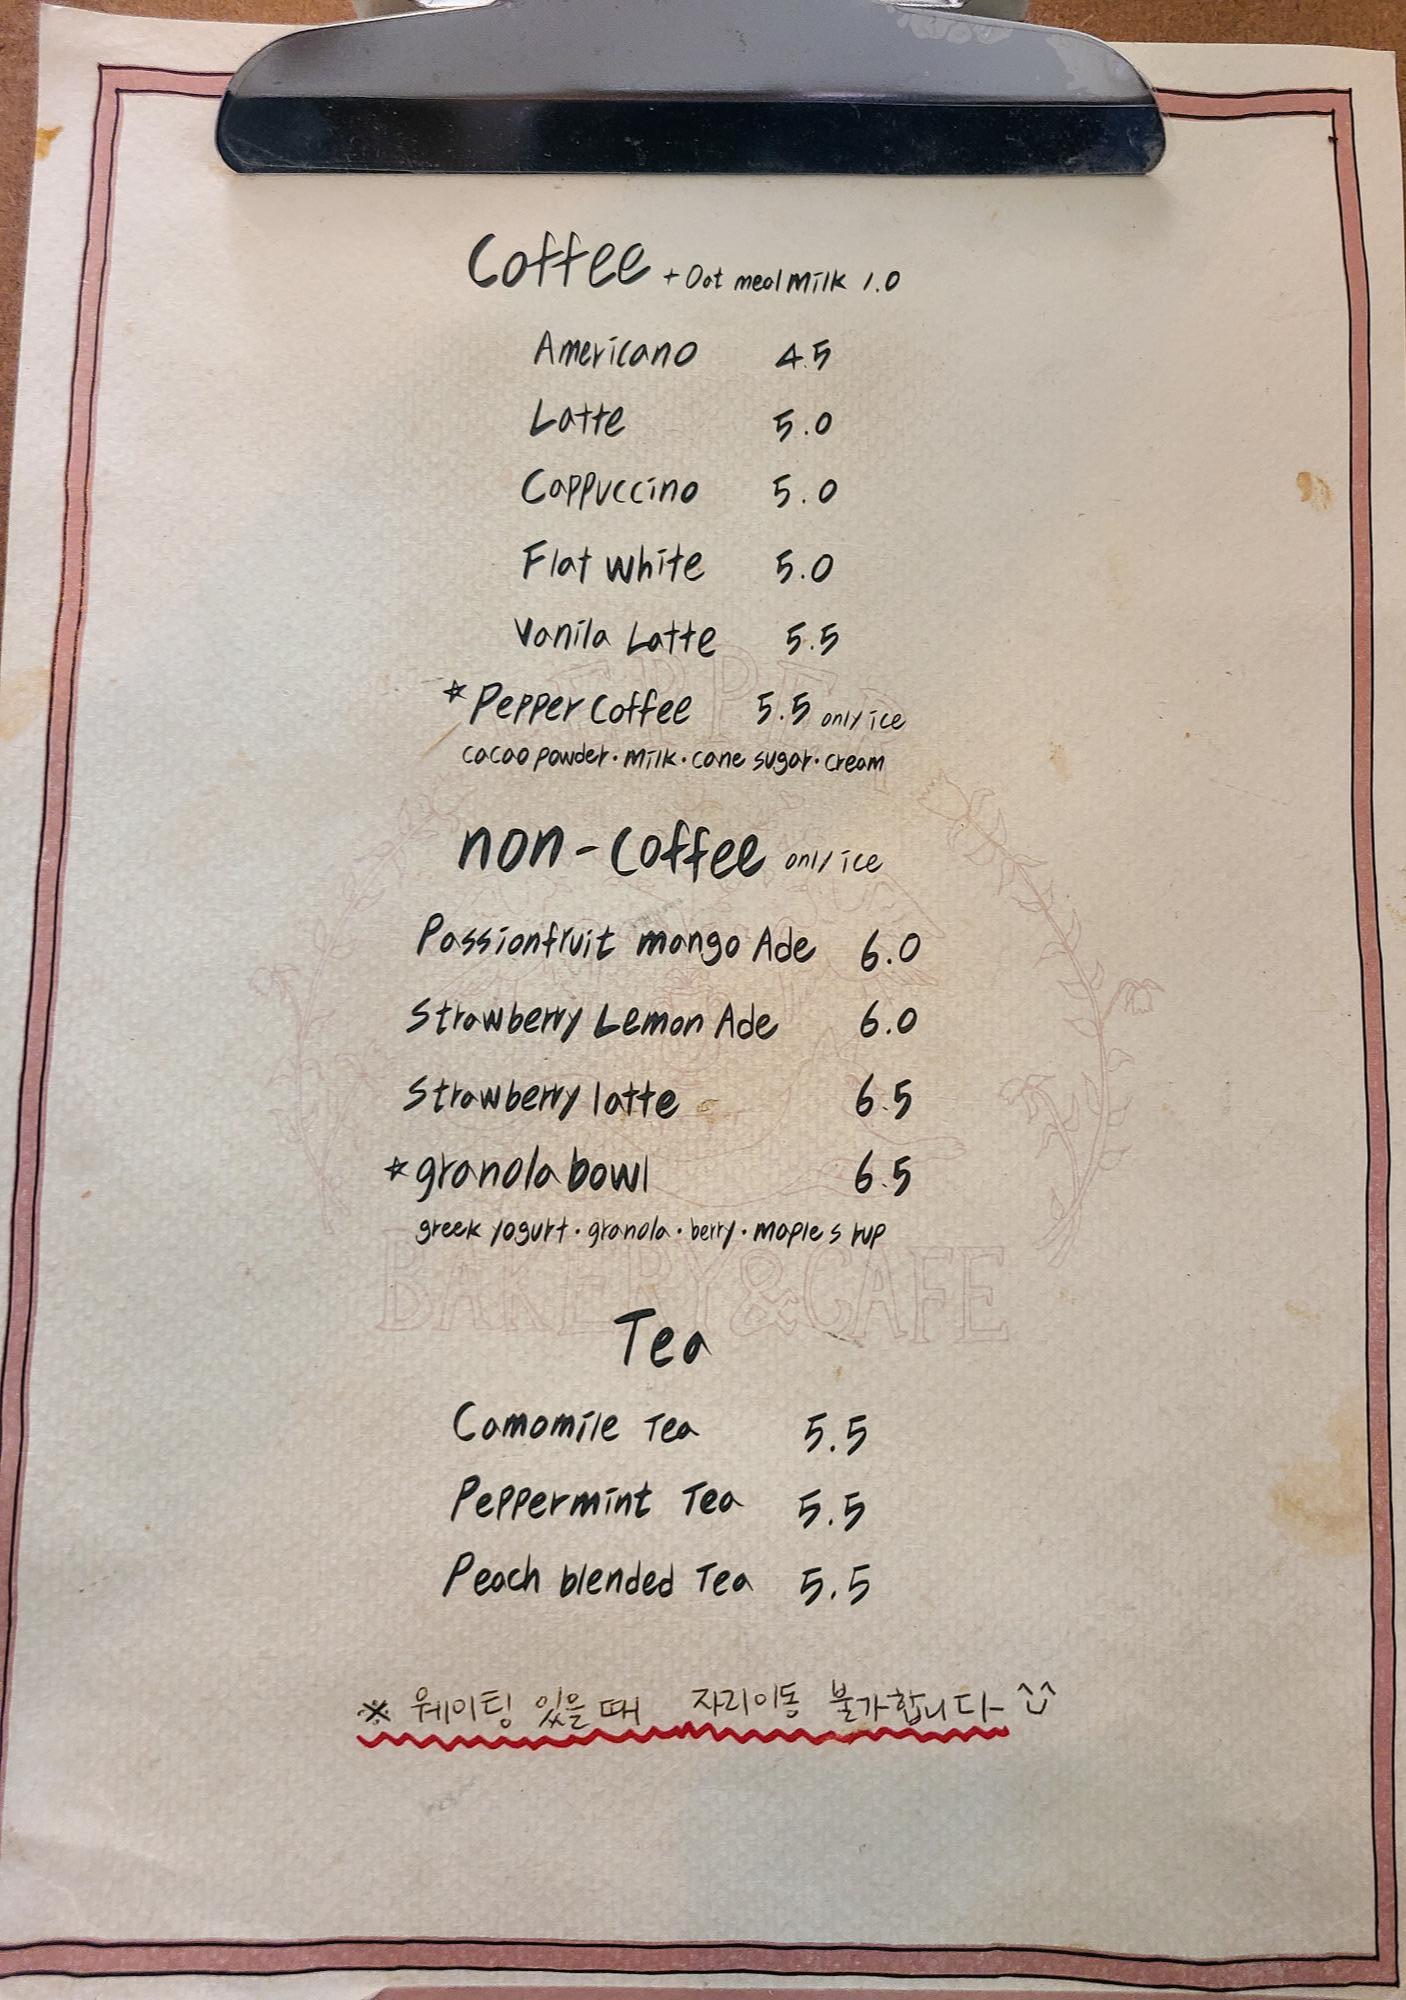 Coffee + Oat meal Milk 1.0
Americano 4.5
Latte 5.0
Cappuccino 5.0
Flat white 5.0
Vanila Latte 5.5
*Pepper Coffee 5.5 only ice
cacao powder · milk · cane sugar · cream
non-Coffee only ice
Passionfruit mango Ade 6.0
Strawberry Lemon Ade 6.0
Strawberry latte 6.5
*granola bowl 6.5
greek yogurt · granola · berry · maple s rup
BAKERY&CAFE
Tea
Camomile Tea 5.5
Peppermint Tea 5.5
Peach blended Tea 5.5
※ 웨이팅 있을 때 자리이동 불가합니다 ^^